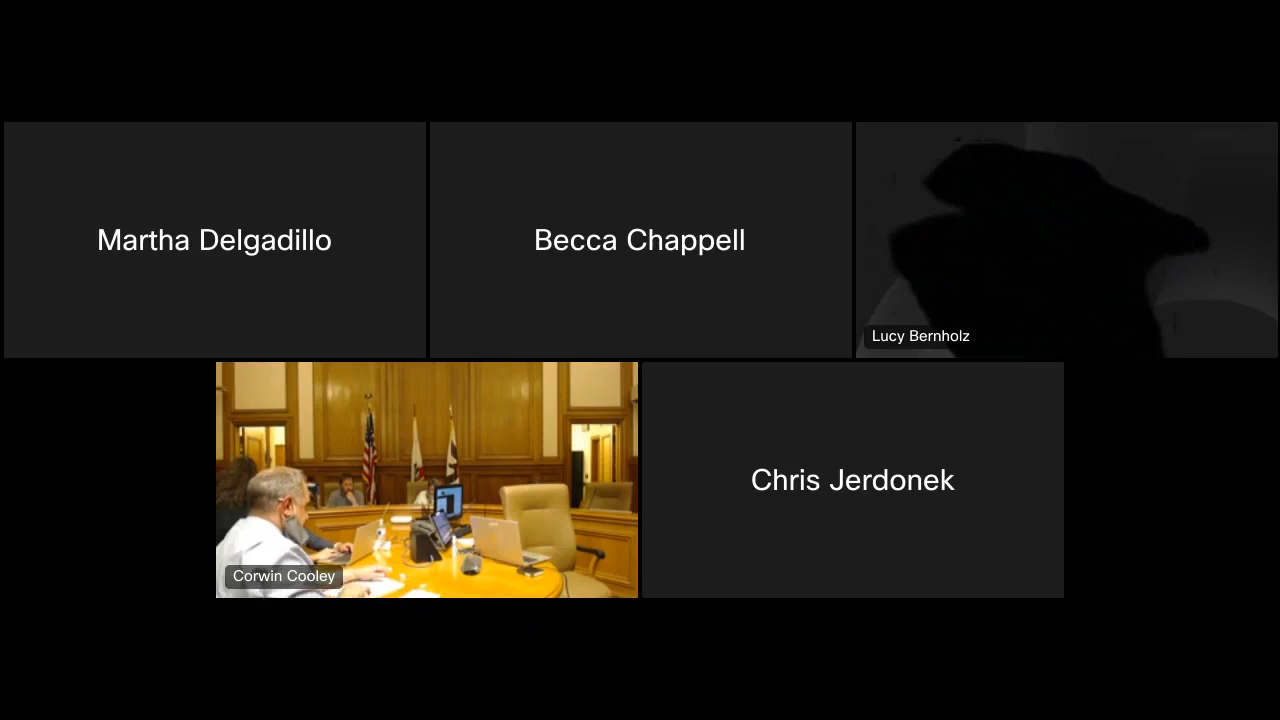 Martha Delgadillo
Becca Chappell
Lucy Bernholz
Corwin Cooley
Chris Jerdonek